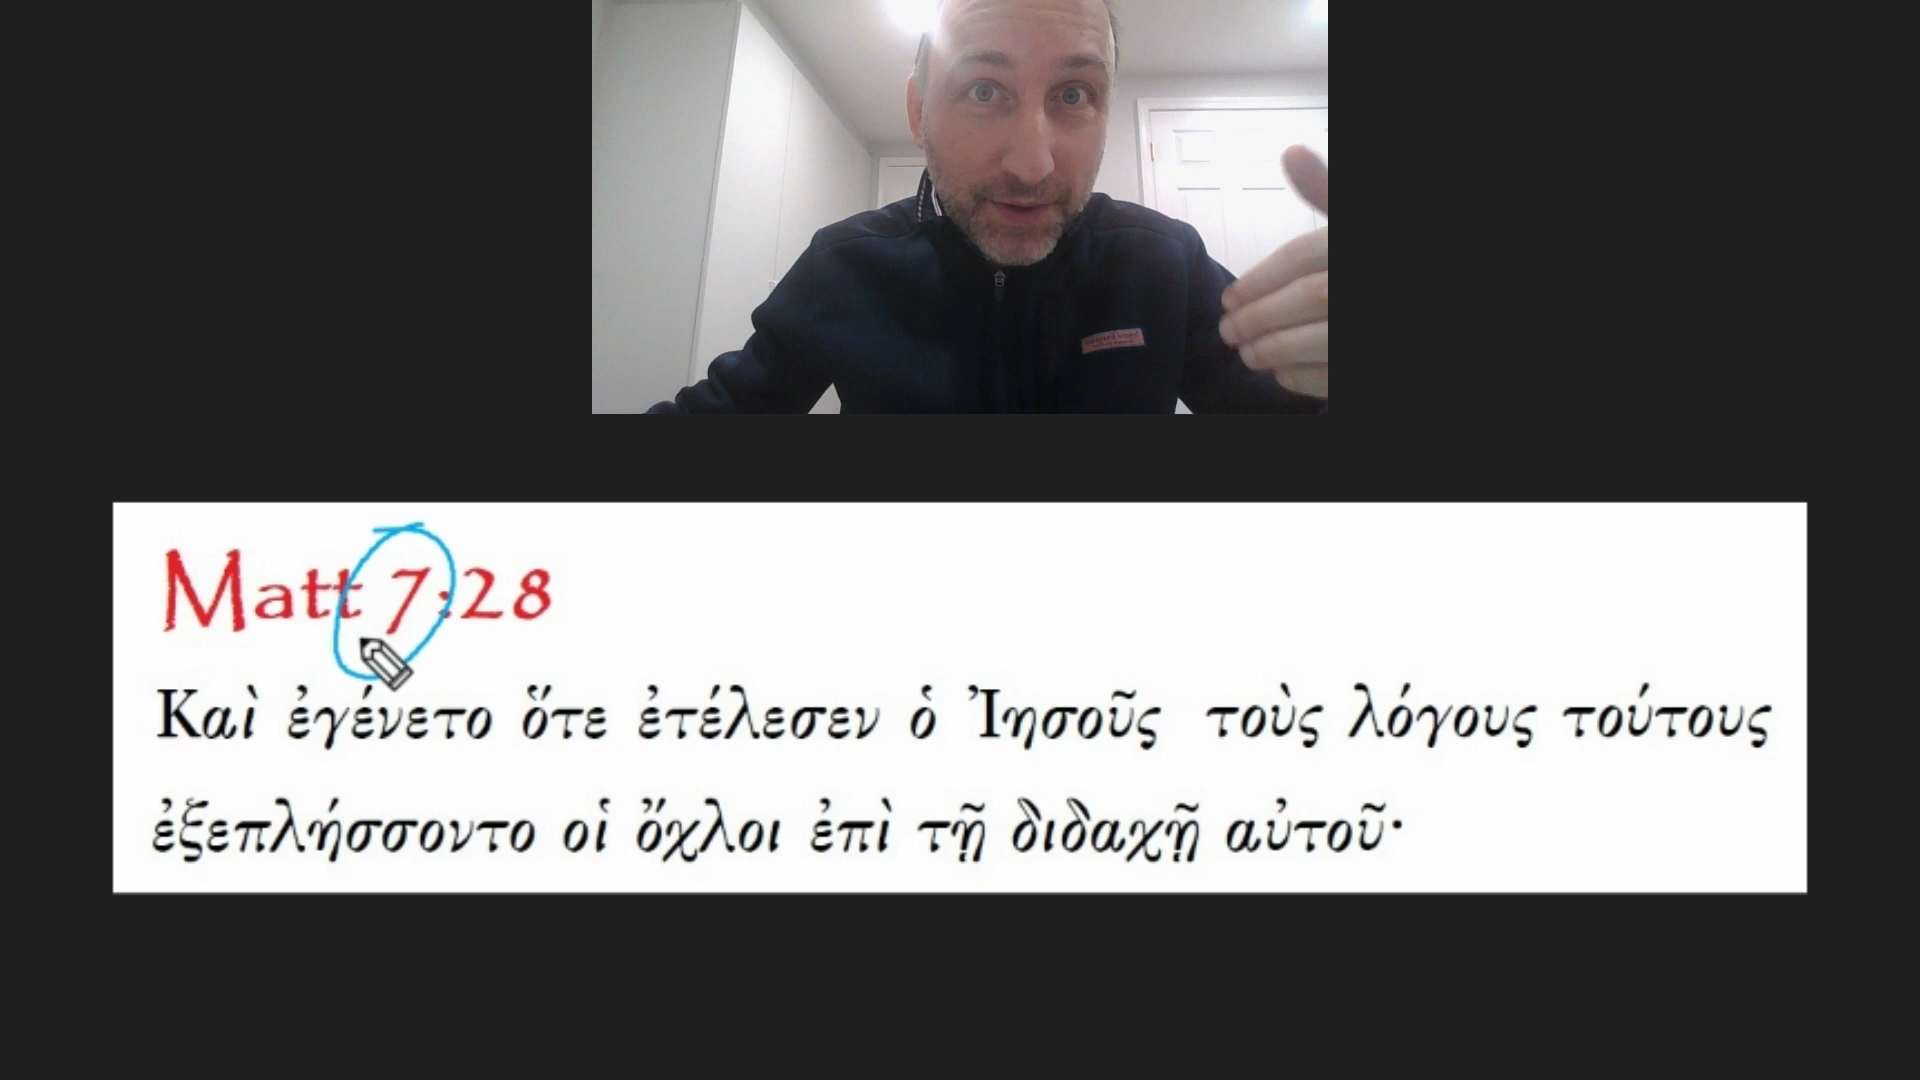 Matt 7:28
Καὶ ἐγένετο ὅτε ἐτέλεσεν ὁ Ἰησοῦς τοὺς λόγους τούτους
ἐξεπλήσσοντο οἱ ὄχλοι ἐπὶ τῇ διδαχῇ αὐτοῦ·